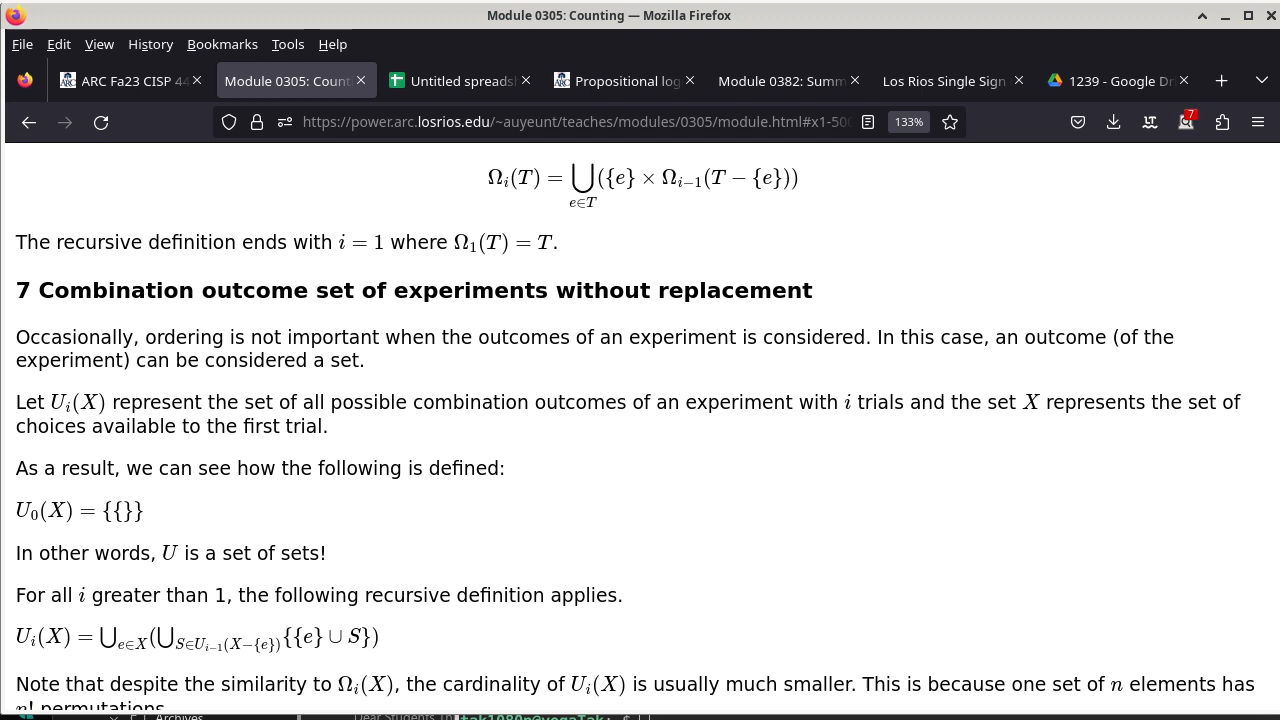 Module 0305: Counting — Mozilla Firefox
File Edit View History Bookmarks Tools Help
ARC Fa23 CISP 44 Module 0305: Count Untitled spreads Propositional log Module 0382: Summ Los Rios Single Sign 1239 - Google Dr
https://power.arc.losrios.edu/~auyeunt/teaches/modules/0305/module.html#x1-500 133% 7
Ωᵢ(T) = ⋃_{e∈T}({e} × Ωᵢ₋₁(T − {e}))
The recursive definition ends with i = 1 where Ω₁(T) = T.
7 Combination outcome set of experiments without replacement
Occasionally, ordering is not important when the outcomes of an experiment is considered. In this case, an outcome (of the
experiment) can be considered a set.
Let Uᵢ(X) represent the set of all possible combination outcomes of an experiment with i trials and the set X represents the set of
choices available to the first trial.
As a result, we can see how the following is defined:
U₀(X) = {{}}
In other words, U is a set of sets!
For all i greater than 1, the following recursive definition applies.
Uᵢ(X) = ⋃_{e∈X}(⋃_{S∈Uᵢ₋₁(X−{e})}{{e} ∪ S})
Note that despite the similarity to Ωᵢ(X), the cardinality of Uᵢ(X) is usually much smaller. This is because one set of n elements has
n! permutations
Archives Dear Students Th